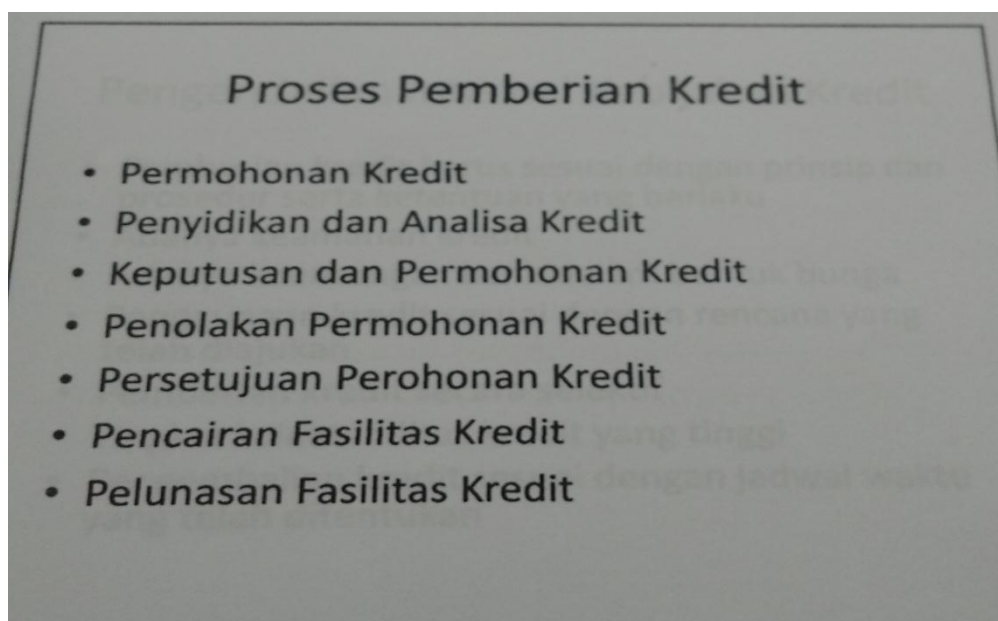 Proses Pemberian Kredit
• Permohonan Kredit
• Penyidikan dan Analisa Kredit
• Keputusan dan Permohonan Kredit
• Penolakan Permohonan Kredit
• Persetujuan Perohonan Kredit
• Pencairan Fasilitas Kredit
• Pelunasan Fasilitas Kredit